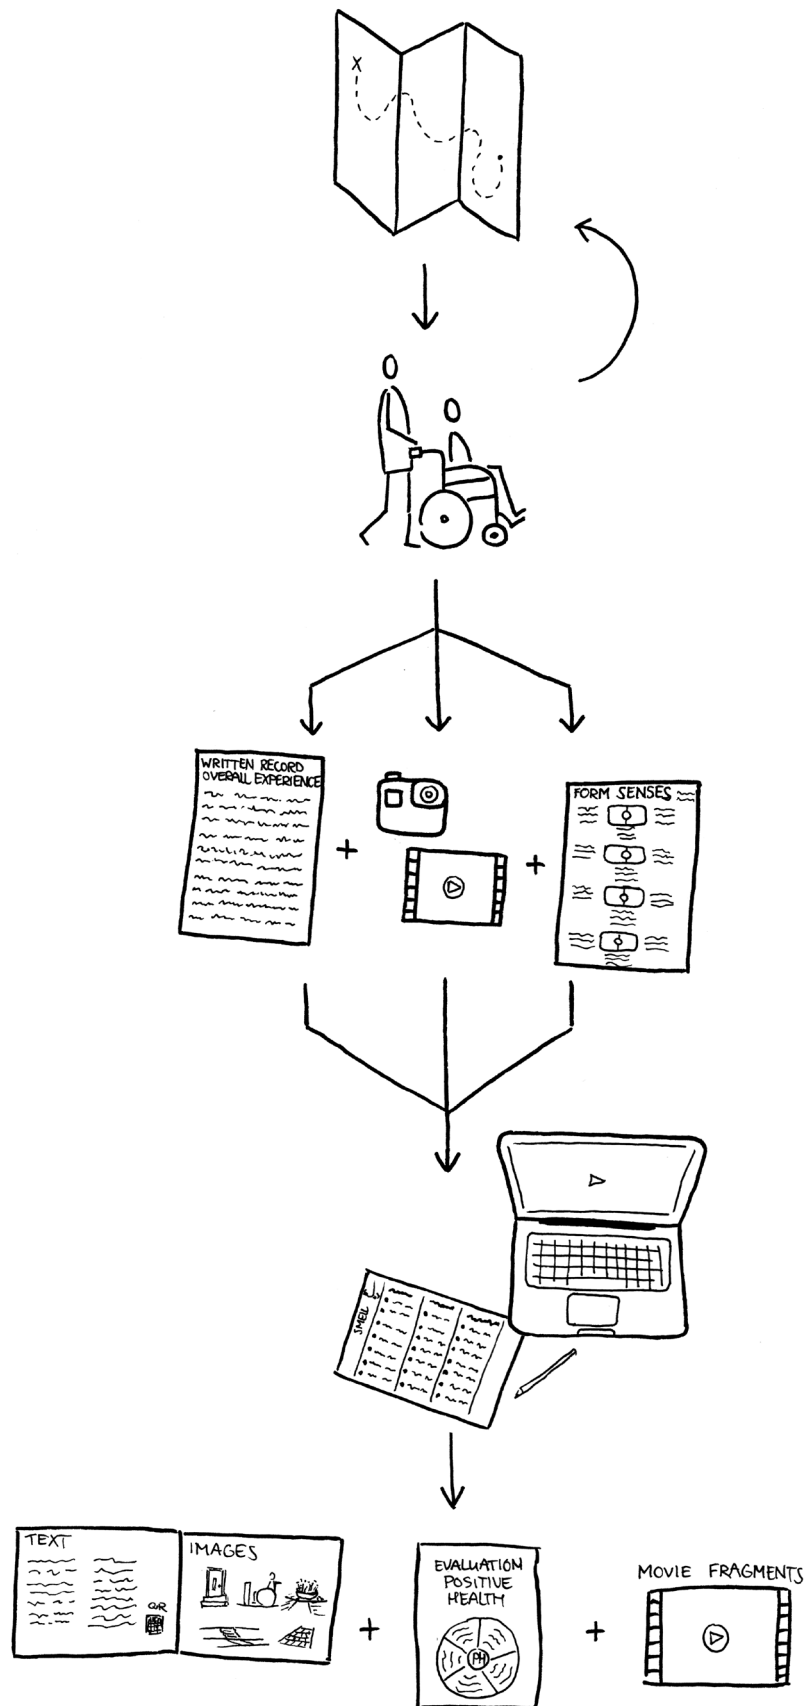 X
WRITTEN RECORD
OVERALL EXPERIENCE
FORM SENSES
SMELL
TEXT
QR
IMAGES
EVALUATION
POSITIVE
HEALTH
PH
MOVIE FRAGMENTS